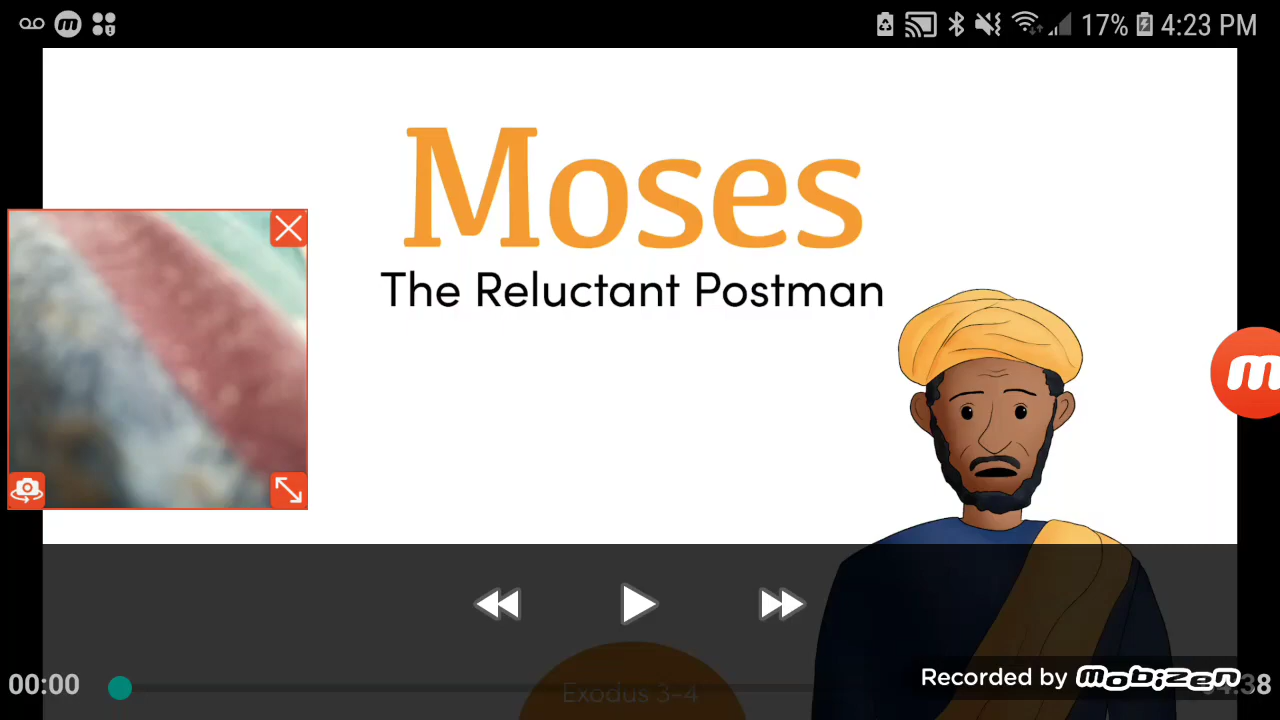 17% 4:23 PM
Moses
The Reluctant Postman
00:00
Exodus 3-4
Recorded by mobizen